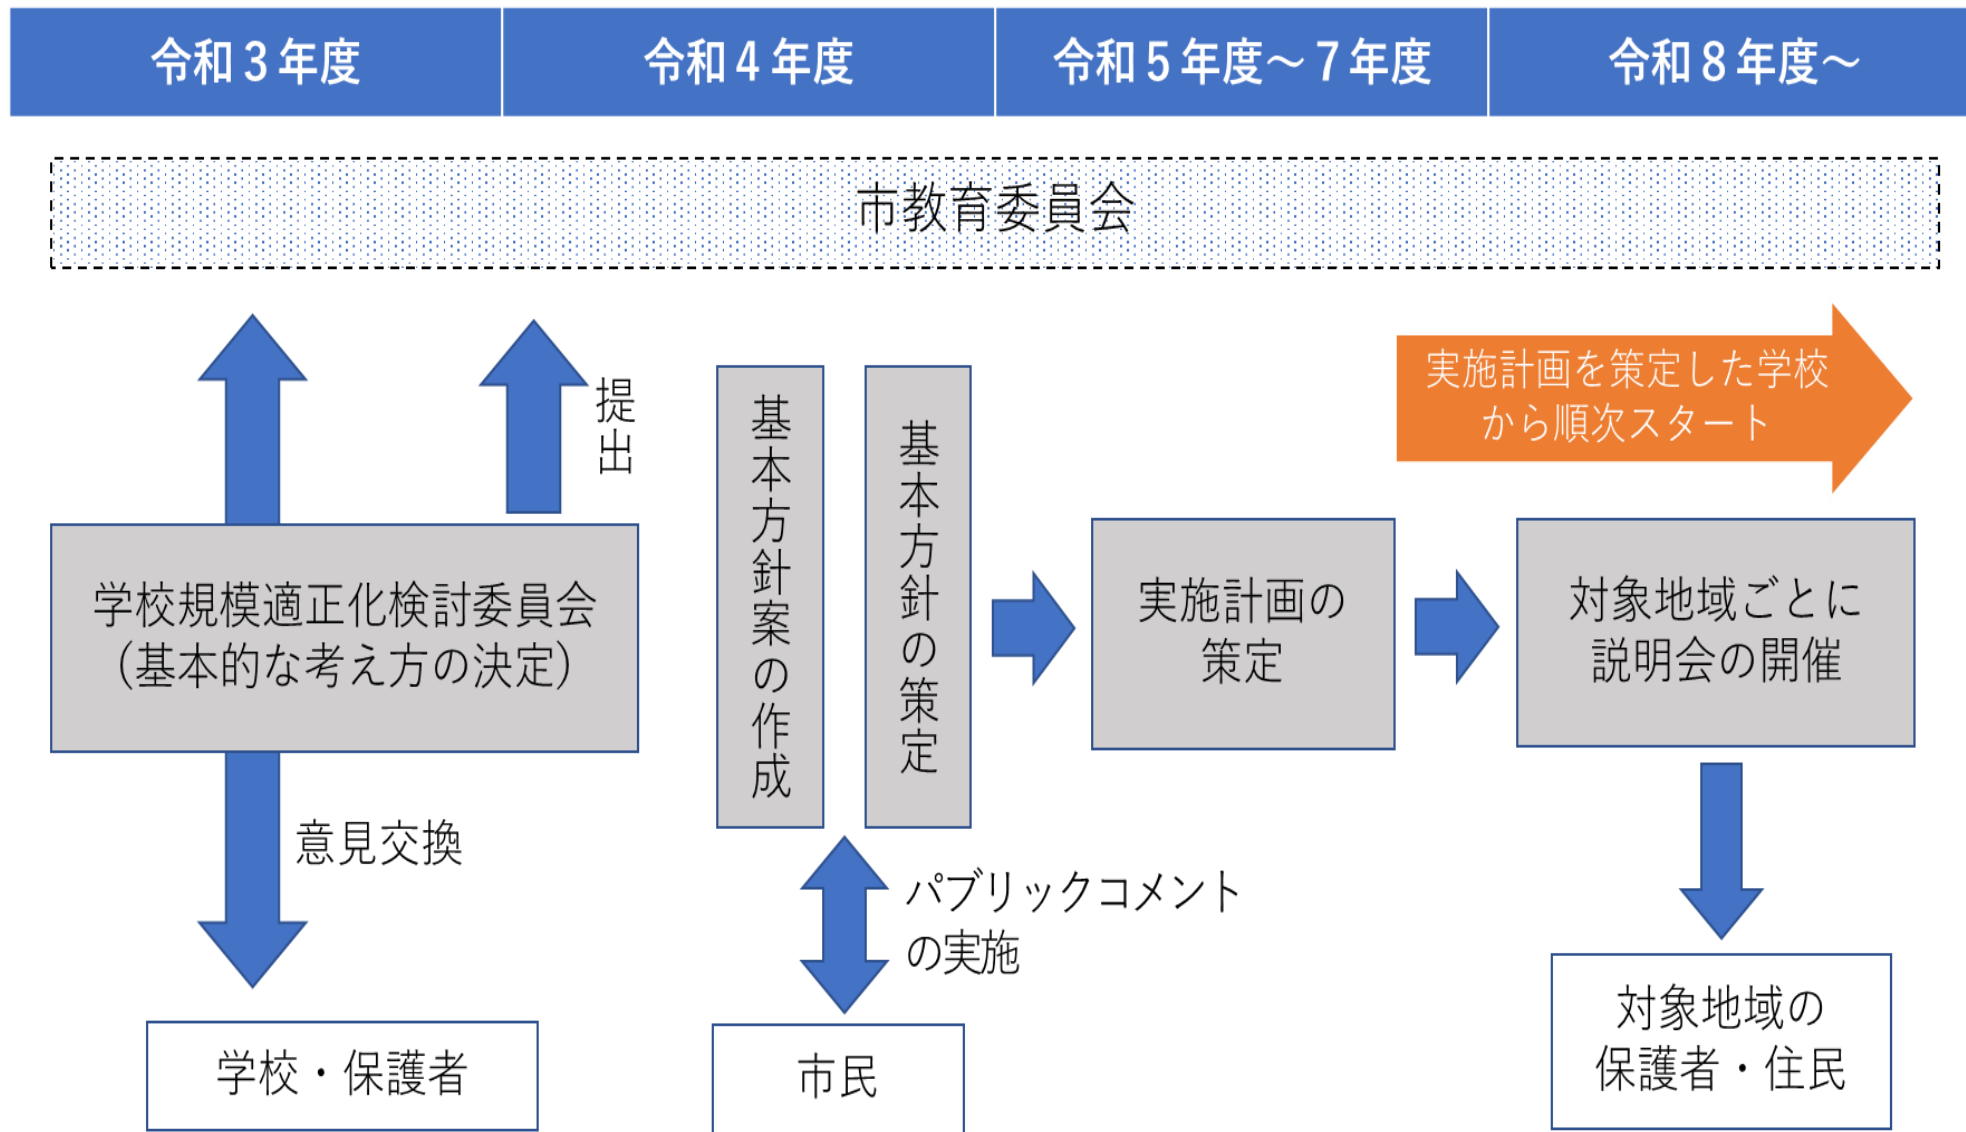 令和３年度
令和４年度
令和５年度～７年度
令和８年度～
市教育委員会
提出
学校規模適正化検討委員会
（基本的な考え方の決定）
意見交換
学校・保護者
基本方針案の作成
基本方針の策定
パブリックコメント
の実施
市民
実施計画の
策定
実施計画を策定した学校
から順次スタート
対象地域ごとに
説明会の開催
対象地域の
保護者・住民